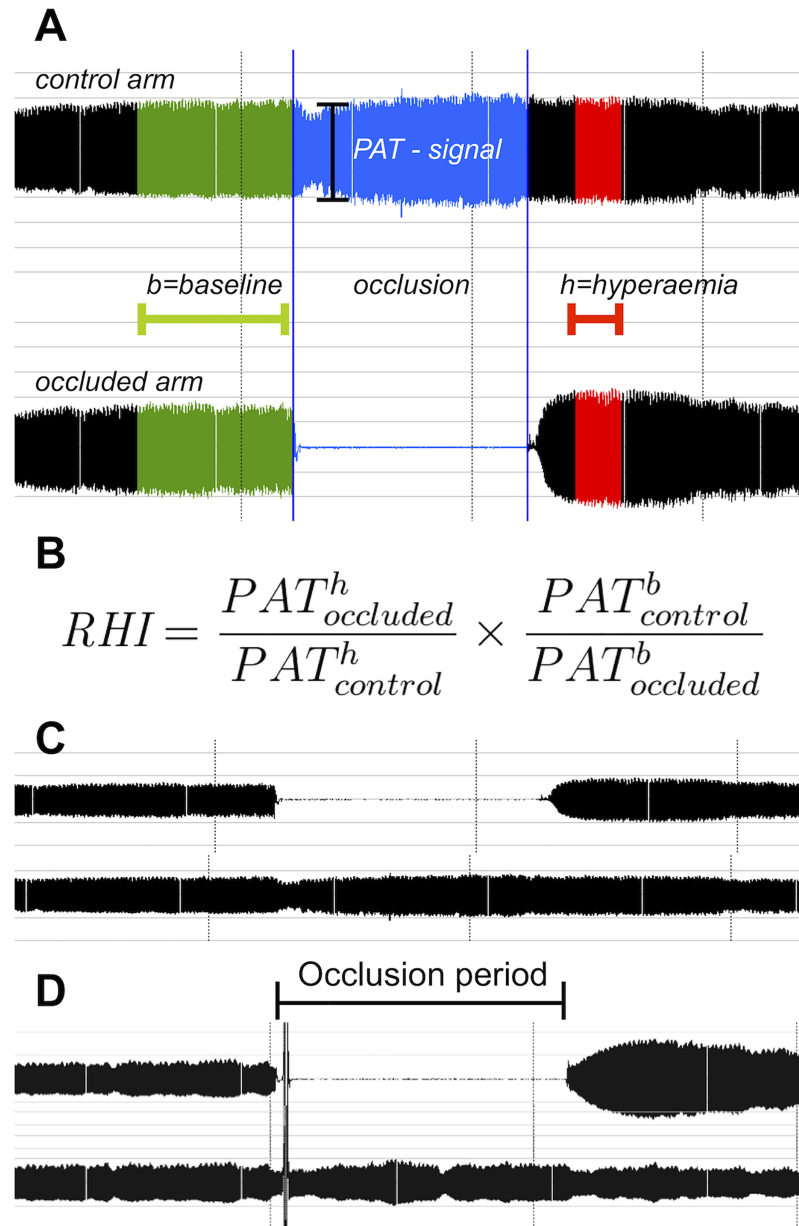 A
control arm
PAT - signal
b=baseline
occlusion
h=hyperaemia
occluded arm
B
RHI = PAT^h_occluded / PAT^h_control × PAT^b_control / PAT^b_occluded
C
D
Occlusion period